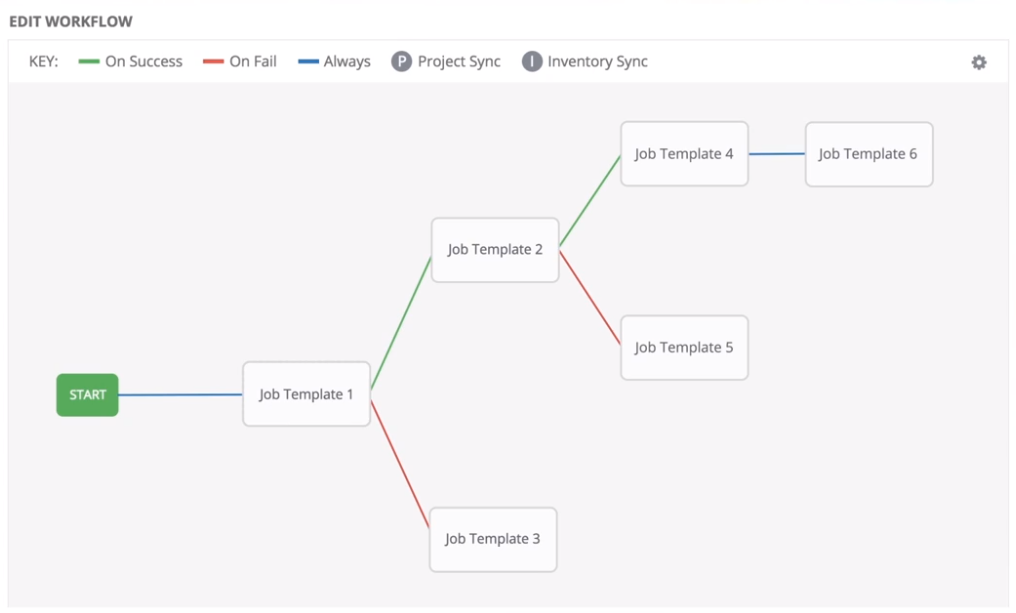 EDIT WORKFLOW
KEY: On Success On Fail Always P Project Sync I Inventory Sync
Job Template 4
Job Template 6
Job Template 2
Job Template 5
START
Job Template 1
Job Template 3